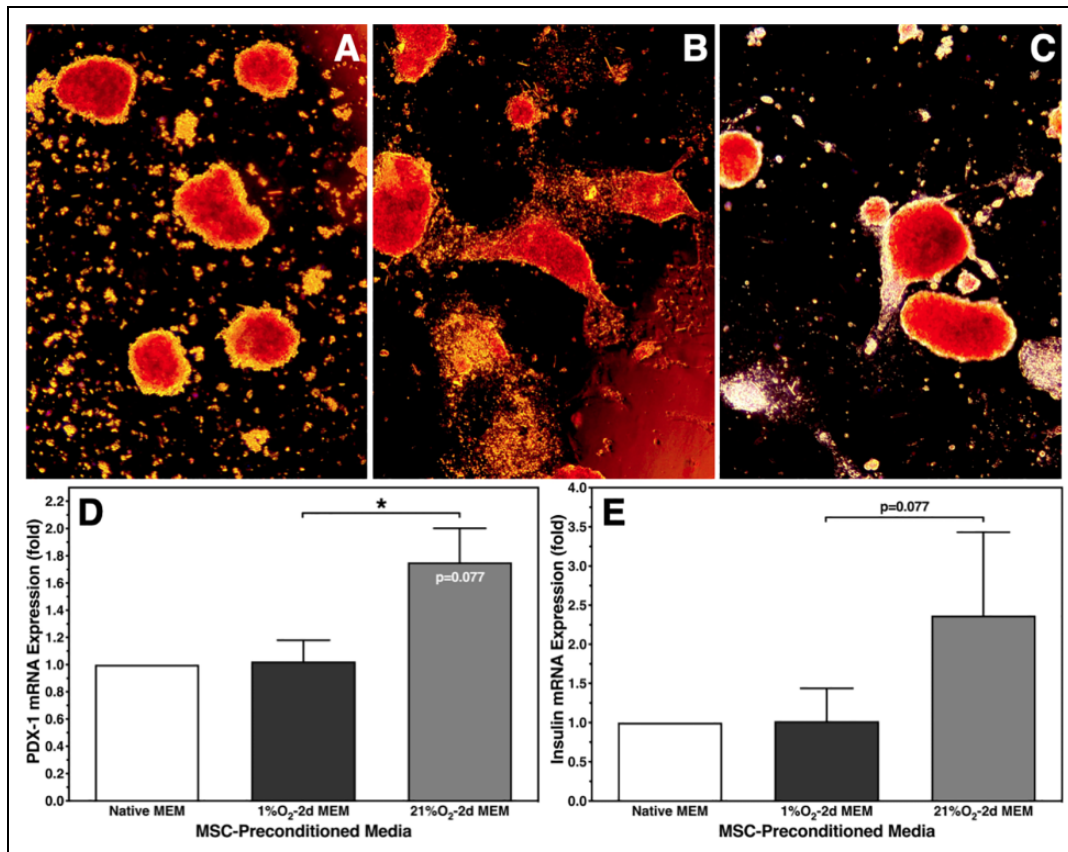 A
B
C
D
PDX-1 mRNA Expression (fold)
2.2
2.0
1.8
1.6
1.4
1.2
1.0
0.8
0.6
0.4
0.2
0.0
*
p=0.077
Native MEM
1%O₂-2d MEM
21%O₂-2d MEM
MSC-Preconditioned Media
E
Insulin mRNA Expression (fold)
4.0
3.5
3.0
2.5
2.0
1.5
1.0
0.5
0.0
p=0.077
Native MEM
1%O₂-2d MEM
21%O₂-2d MEM
MSC-Preconditioned Media